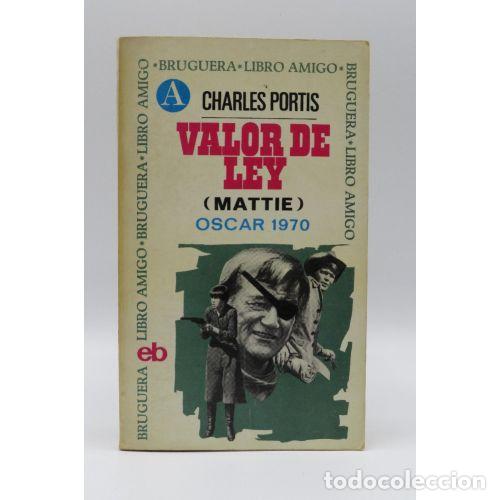 BRUGUERA * LIBRO AMIGO *
BRUGUERA * LIBRO AMIGO
BRUGUERA LIBRO AMIGO * BRUGUERA * LIBRO AMIGO
A
CHARLES PORTIS
VALOR DE
LEY
(MATTIE)
OSCAR 1970
eb
todocoleccion